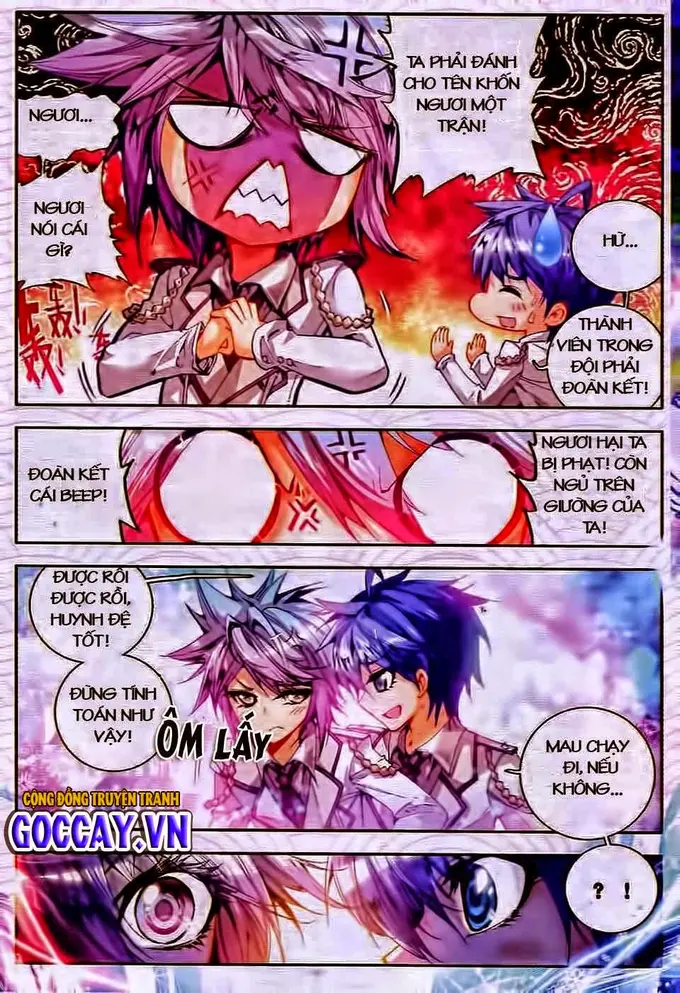 TA PHẢI ĐÁNH
CHO TÊN KHỐN
NGƯƠI MỘT
TRẬN!
NGƯƠI...
NGƯƠI
NÓI CÁI
GÌ?
HỪ...
THÀNH
VIÊN TRONG
ĐỘI PHẢI
ĐOÀN KẾT!
ĐOÀN KẾT
CÁI BEEP!
NGƯƠI HẠI TA
BỊ PHẠT! CÒN
NGỦ TRÊN
GIƯỜNG CỦA
TA!
ĐƯỢC RỒI
ĐƯỢC RỒI,
HUYNH ĐỆ
TỐT!
ĐỪNG TÍNH
TOÁN NHƯ
VẬY!
ÔM LẤY
MAU CHẠY
ĐI, NẾU
KHÔNG...
CỘNG ĐỒNG TRUYỆN TRANH
GOCCAY.VN
? !